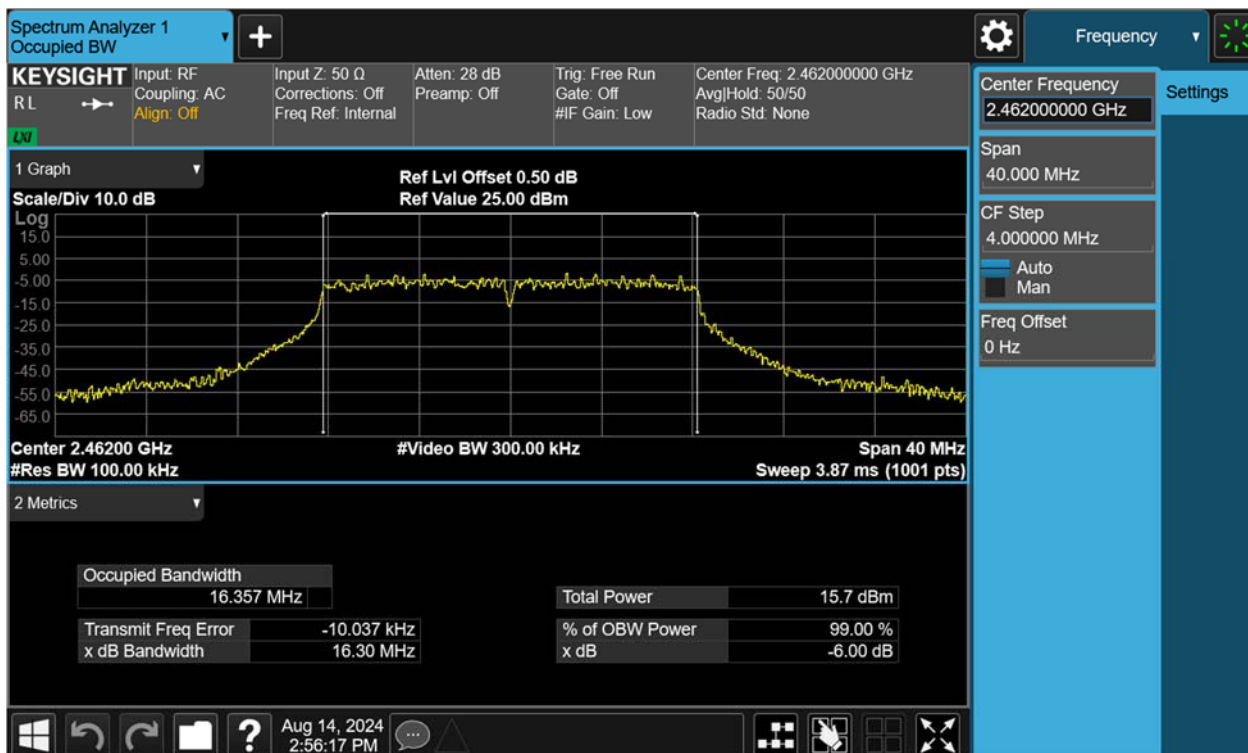 Spectrum Analyzer 1
Occupied BW
Frequency
KEYSIGHT
R L
LXI
Input: RF
Coupling: AC
Align: Off
Input Z: 50 Ω
Corrections: Off
Freq Ref: Internal
Atten: 28 dB
Preamp: Off
Trig: Free Run
Gate: Off
#IF Gain: Low
Center Freq: 2.462000000 GHz
Avg|Hold: 50/50
Radio Std: None
Center Frequency
2.462000000 GHz
Settings
Span
40.000 MHz
CF Step
4.000000 MHz
Auto
Man
Freq Offset
0 Hz
1 Graph
Scale/Div 10.0 dB
Ref Lvl Offset 0.50 dB
Ref Value 25.00 dBm
Log
15.0
5.00
-5.00
-15.0
-25.0
-35.0
-45.0
-55.0
-65.0
Center 2.46200 GHz
#Video BW 300.00 kHz
Span 40 MHz
#Res BW 100.00 kHz
Sweep 3.87 ms (1001 pts)
2 Metrics
Occupied Bandwidth
16.357 MHz
Total Power 15.7 dBm
Transmit Freq Error -10.037 kHz
% of OBW Power 99.00 %
x dB Bandwidth 16.30 MHz
x dB -6.00 dB
?
Aug 14, 2024
2:56:17 PM